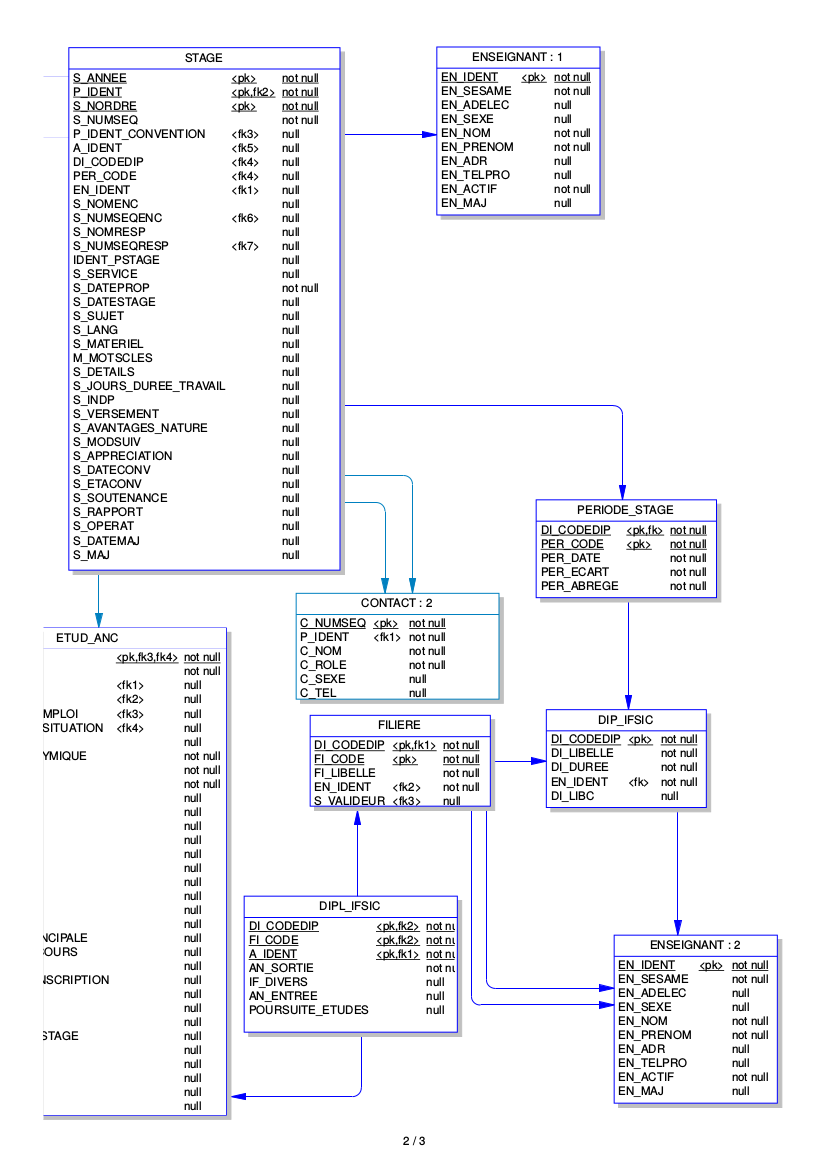 STAGE
S_ANNEE <pk> not null
P_IDENT <pk,fk2> not null
S_NORDRE <pk> not null
S_NUMSEQ not null
P_IDENT_CONVENTION <fk3> null
A_IDENT <fk5> null
DI_CODEDIP <fk4> null
PER_CODE <fk4> null
EN_IDENT <fk1> null
S_NOMENC null
S_NUMSEQENC <fk6> null
S_NOMRESP null
S_NUMSEQRESP <fk7> null
IDENT_PSTAGE null
S_SERVICE null
S_DATEPROP not null
S_DATESTAGE null
S_SUJET null
S_LANG null
S_MATERIEL null
M_MOTSCLES null
S_DETAILS null
S_JOURS_DUREE_TRAVAIL null
S_INDP null
S_VERSEMENT null
S_AVANTAGES_NATURE null
S_MODSUIV null
S_APPRECIATION null
S_DATECONV null
S_ETACONV null
S_SOUTENANCE null
S_RAPPORT null
S_OPERAT null
S_DATEMAJ null
S_MAJ null
ENSEIGNANT : 1
EN_IDENT <pk> not null
EN_SESAME not null
EN_ADELEC null
EN_SEXE null
EN_NOM not null
EN_PRENOM not null
EN_ADR null
EN_TELPRO null
EN_ACTIF not null
EN_MAJ null
PERIODE_STAGE
DI_CODEDIP <pk,fk> not null
PER_CODE <pk> not null
PER_DATE not null
PER_ECART not null
PER_ABREGE not null
CONTACT : 2
C_NUMSEQ <pk> not null
P_IDENT <fk1> not null
C_NOM not null
C_ROLE not null
C_SEXE null
C_TEL null
ETUD_ANC
<pk,fk3,fk4> not null
not null
<fk1> null
<fk2> null
MPLOI <fk3> null
SITUATION <fk4> null
null
YMIQUE not null
not null
not null
null
null
null
null
null
null
null
null
null
null
NCIPALE null
OURS null
null
NSCRIPTION null
null
null
null
STAGE null
null
null
null
null
null
FILIERE
DI_CODEDIP <pk,fk1> not null
FI_CODE <pk> not null
FI_LIBELLE not null
EN_IDENT <fk2> not null
S_VALIDEUR <fk3> null
DIP_IFSIC
DI_CODEDIP <pk> not null
DI_LIBELLE not null
DI_DUREE not null
EN_IDENT <fk> not null
DI_LIBC null
DIPL_IFSIC
DI_CODEDIP <pk,fk2> not nu
FI_CODE <pk,fk2> not nu
A_IDENT <pk,fk1> not nu
AN_SORTIE not nu
IF_DIVERS null
AN_ENTREE null
POURSUITE_ETUDES null
ENSEIGNANT : 2
EN_IDENT <pk> not null
EN_SESAME not null
EN_ADELEC null
EN_SEXE null
EN_NOM not null
EN_PRENOM not null
EN_ADR null
EN_TELPRO null
EN_ACTIF not null
EN_MAJ null
2 / 3